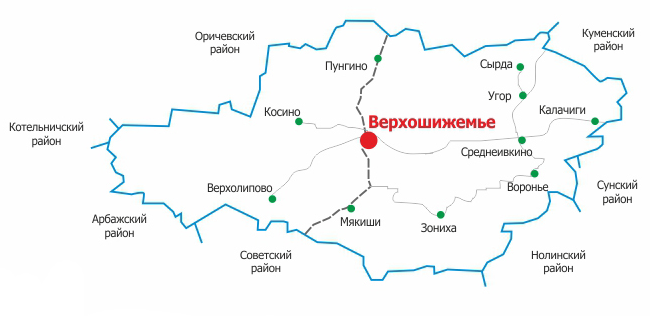 Оричевский
район
Куменский
район
Пунгино
Сырда
Угор
Косино
Калачиги
Верхошижемье
Котельничский
район
Среднеивкино
Верхолипово
Воронье
Сунский
район
Арбажский
район
Мякиши
Зониха
Советский
район
Нолинский
район